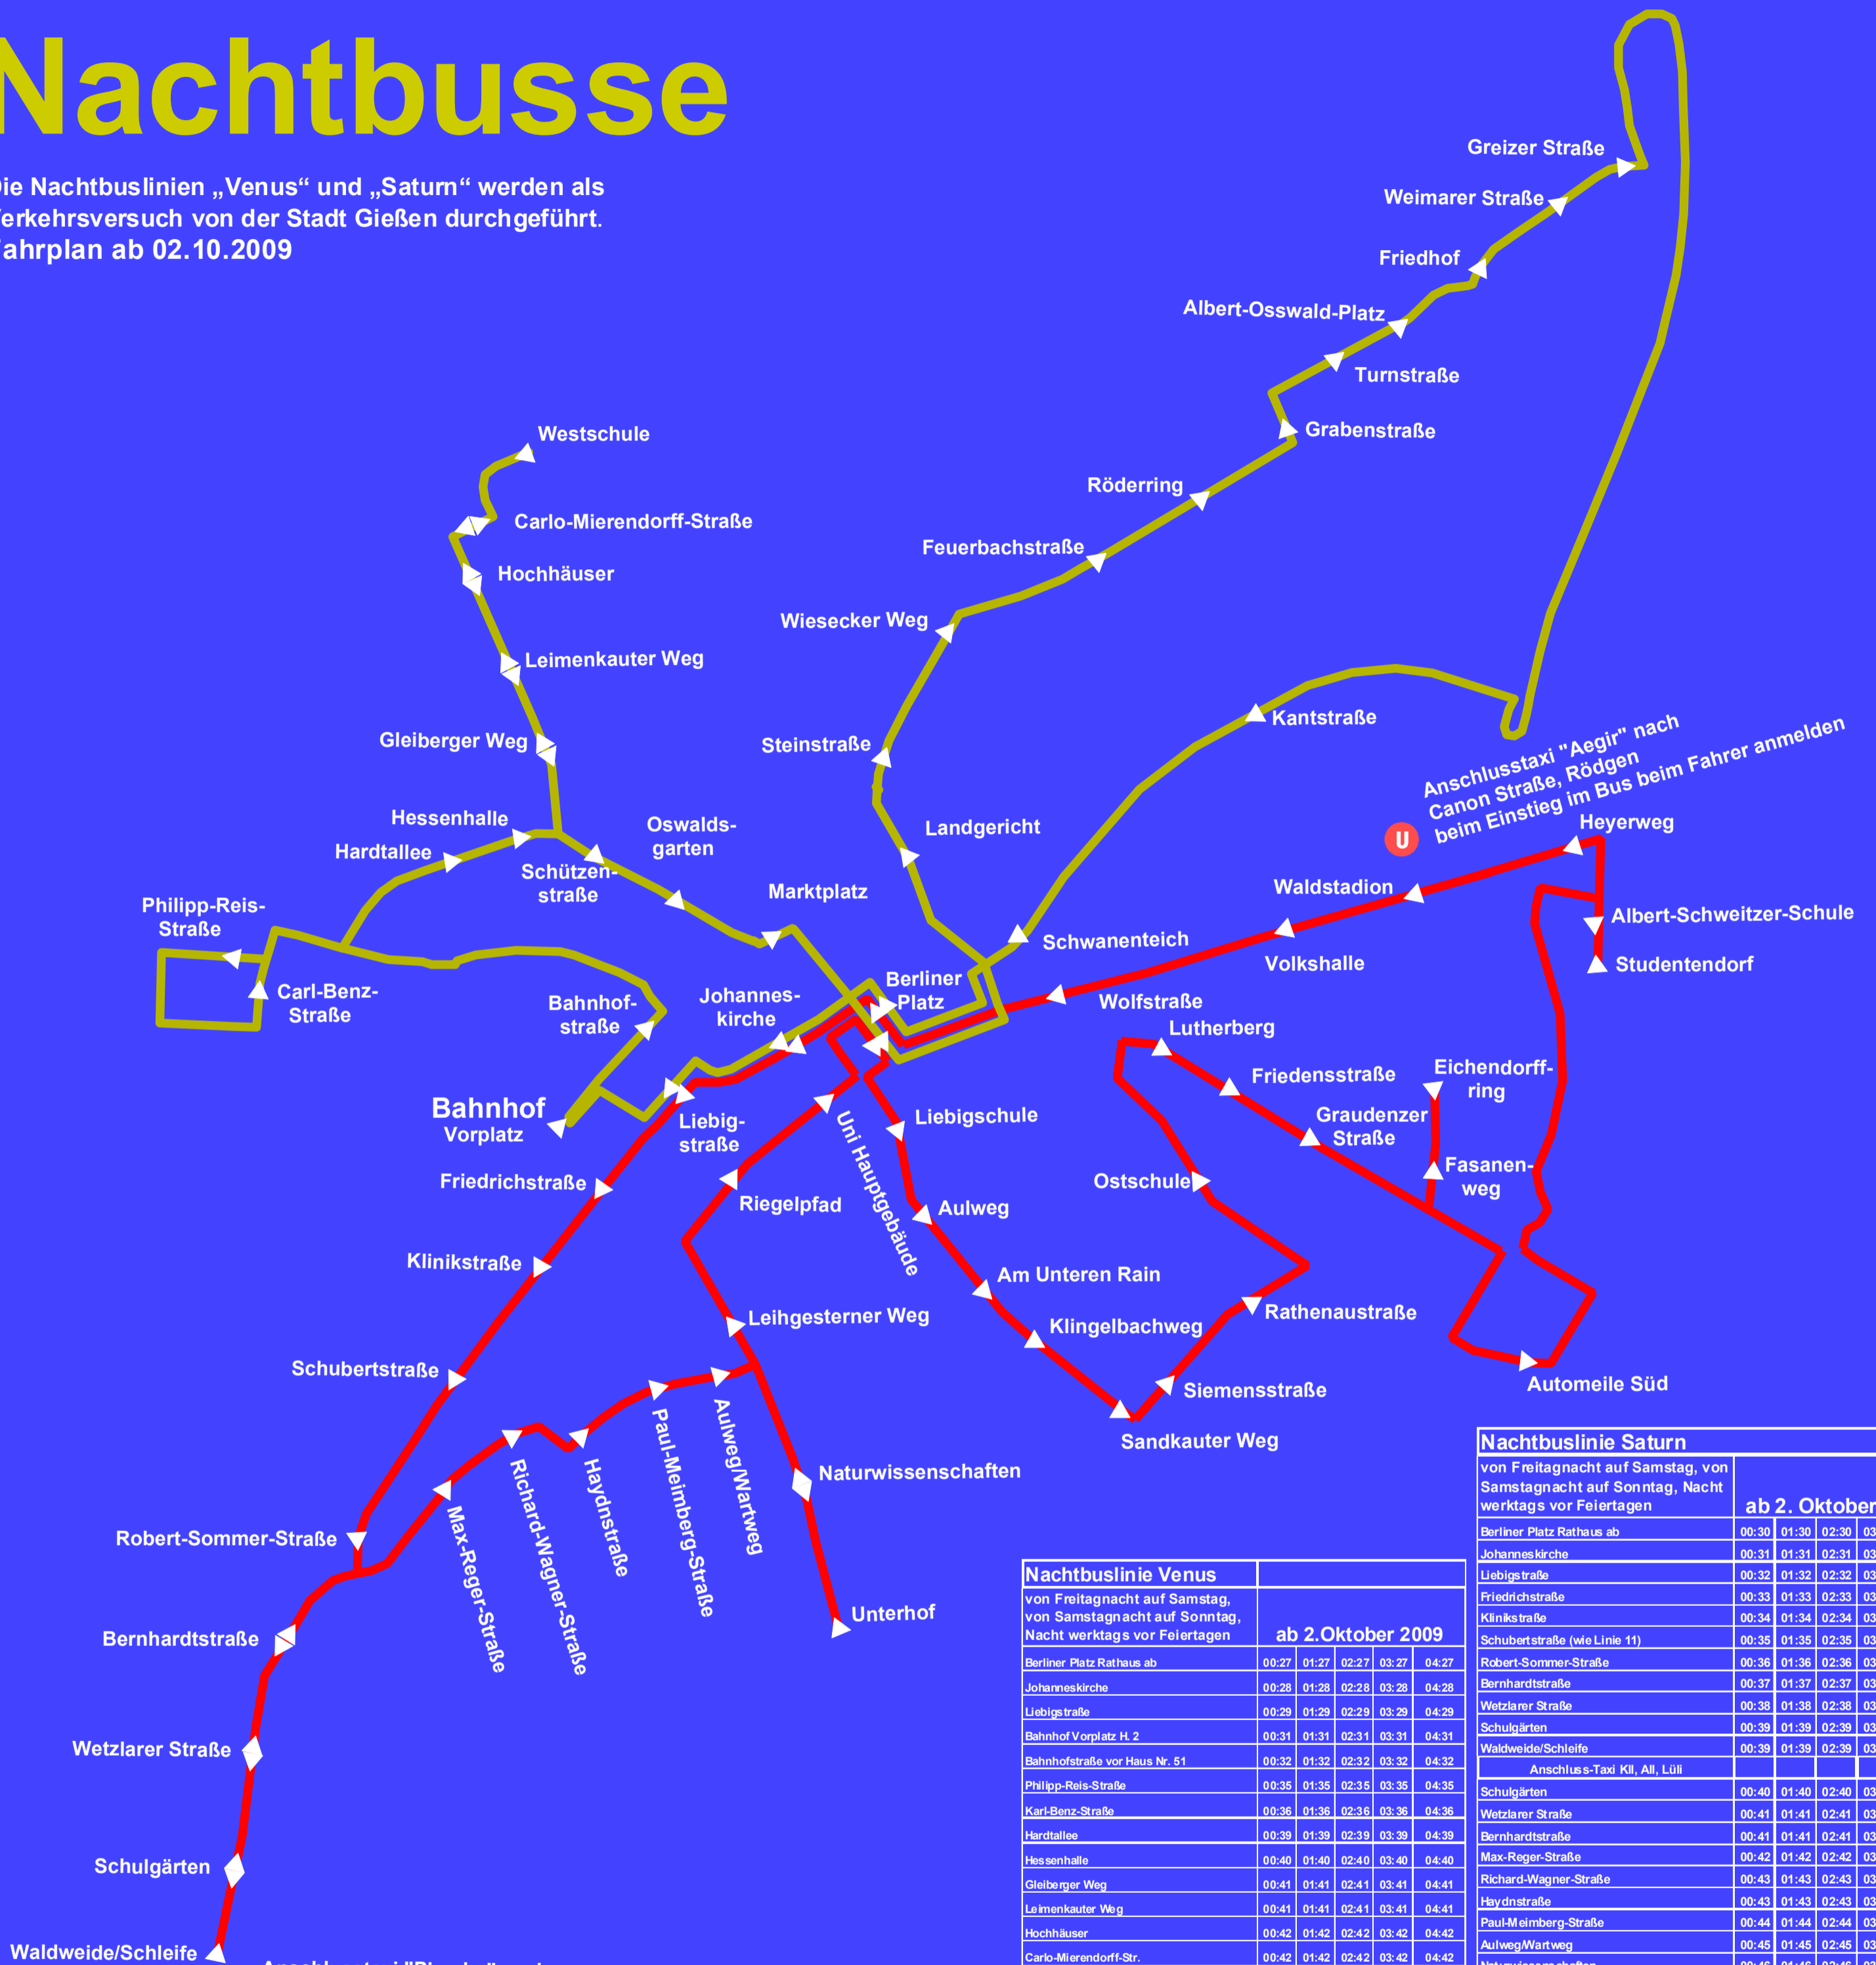 Nachtbusse
ie Nachtbuslinien „Venus“ und „Saturn“ werden als
erkehrsversuch von der Stadt Gießen durchgeführt.
ahrplan ab 02.10.2009
Greizer Straße
Weimarer Straße
Friedhof
Albert-Osswald-Platz
Turnstraße
Grabenstraße
Westschule
Röderring
Carlo-Mierendorff-Straße
Feuerbachstraße
Hochhäuser
Wiesecker Weg
Leimenkauter Weg
Kantstraße
Gleiberger Weg
Steinstraße
Anschlusstaxi "Aegir" nach
Canon Straße, Rödgen
beim Einstieg im Bus beim Fahrer anmelden
U
Hessenhalle
Oswalds-
garten
Landgericht
Heyerweg
Hardtallee
Schützen-
straße
Marktplatz
Waldstadion
Philipp-Reis-
Straße
Albert-Schweitzer-Schule
Schwanenteich
Volkshalle
Studentendorf
Carl-Benz-
Straße
Bahnhof-
straße
Johannes-
kirche
Berliner
Platz
Wolfstraße
Lutherberg
Friedensstraße
Eichendorff-
ring
Bahnhof
Vorplatz
Liebig-
straße
Uni Hauptgebäude
Liebigschule
Graudenzer
Straße
Friedrichstraße
Riegelpfad
Ostschule
Fasanen-
weg
Aulweg
Klinikstraße
Am Unteren Rain
Leihgesterner Weg
Klingelbachweg
Rathenaustraße
Schubertstraße
Siemensstraße
Automeile Süd
Sandkauter Weg
Aulweg/Wartweg
Paul-Meimberg-Straße
Haydnstraße
Richard-Wagner-Straße
Max-Reger-Straße
Naturwissenschaften
Robert-Sommer-Straße
Unterhof
Bernhardtstraße
Wetzlarer Straße
Schulgärten
Waldweide/Schleife
Nachtbuslinie Venus
von Freitagnacht auf Samstag,
von Samstagnacht auf Sonntag,
Nacht werktags vor Feiertagen
ab 2.Oktober 2009
Berliner Platz Rathaus ab 00:27 01:27 02:27 03:27 04:27
Johanneskirche 00:28 01:28 02:28 03:28 04:28
Liebigstraße 00:29 01:29 02:29 03:29 04:29
Bahnhof Vorplatz H. 2 00:31 01:31 02:31 03:31 04:31
Bahnhofstraße vor Haus Nr. 51 00:32 01:32 02:32 03:32 04:32
Philipp-Reis-Straße 00:35 01:35 02:35 03:35 04:35
Karl-Benz-Straße 00:36 01:36 02:36 03:36 04:36
Hardtallee 00:39 01:39 02:39 03:39 04:39
Hessenhalle 00:40 01:40 02:40 03:40 04:40
Gleiberger Weg 00:41 01:41 02:41 03:41 04:41
Leimenkauter Weg 00:41 01:41 02:41 03:41 04:41
Hochhäuser 00:42 01:42 02:42 03:42 04:42
Carlo-Mierendorff-Str. 00:42 01:42 02:42 03:42 04:42
Nachtbuslinie Saturn
von Freitagnacht auf Samstag, von
Samstagnacht auf Sonntag, Nacht
werktags vor Feiertagen
ab 2. Oktober
Berliner Platz Rathaus ab 00:30 01:30 02:30 03
Johanneskirche 00:31 01:31 02:31 03
Liebigstraße 00:32 01:32 02:32 03
Friedrichstraße 00:33 01:33 02:33 03
Klinikstraße 00:34 01:34 02:34 03
Schubertstraße (wie Linie 11) 00:35 01:35 02:35 03
Robert-Sommer-Straße 00:36 01:36 02:36 03
Bernhardtstraße 00:37 01:37 02:37 03
Wetzlarer Straße 00:38 01:38 02:38 03
Schulgärten 00:39 01:39 02:39 03
Waldweide/Schleife 00:39 01:39 02:39 03
Anschluss-Taxi Kll, All, Lüli
Schulgärten 00:40 01:40 02:40 03
Wetzlarer Straße 00:41 01:41 02:41 03
Bernhardtstraße 00:41 01:41 02:41 03
Max-Reger-Straße 00:42 01:42 02:42 03
Richard-Wagner-Straße 00:43 01:43 02:43 03
Haydnstraße 00:43 01:43 02:43 03
Paul-Meimberg-Straße 00:44 01:44 02:44 03
Aulweg/Wartweg 00:45 01:45 02:45 03